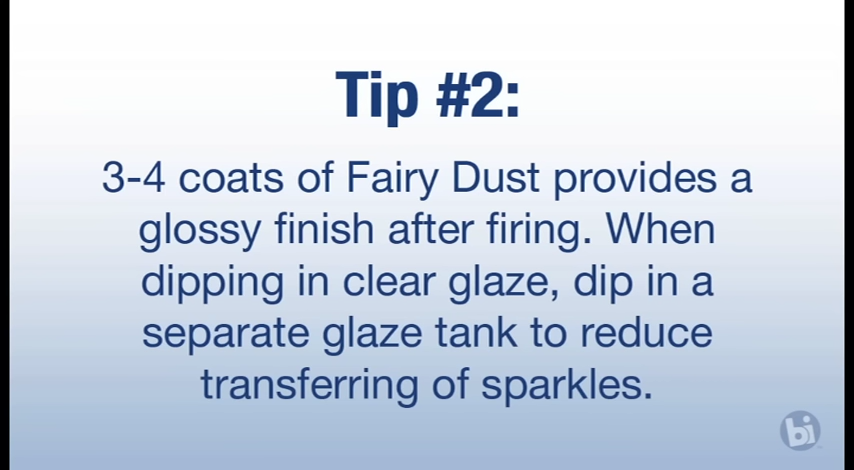 Tip #2:
3-4 coats of Fairy Dust provides a
glossy finish after firing. When
dipping in clear glaze, dip in a
separate glaze tank to reduce
transferring of sparkles.
bi